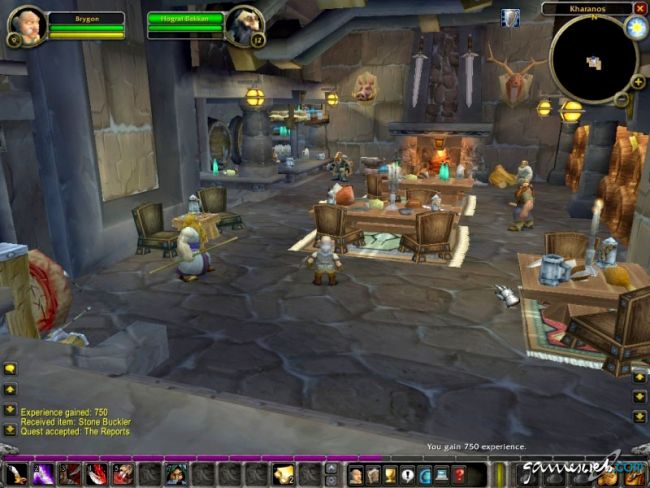 Brygon
Hograf Bekkan
Kharanos
N
12
Experience gained: 750
Received item: Stone Buckler
Quest accepted: The Reports
You gain 750 experience.
gamesweb.com